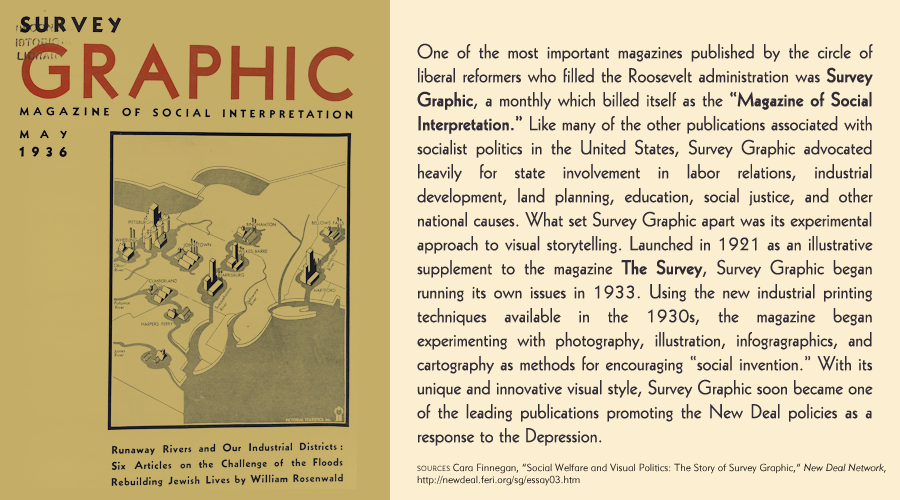 SURVEY
GRAPHIC
MAGAZINE OF SOCIAL INTERPRETATION
MAY
1936
PITTSBURGH
JOHNSTOWN
CUMBERLAND
HARPERS FERRY
HARTFORD
PICTORIAL STATISTICS, INC.
Runaway Rivers and Our Industrial Districts:
Six Articles on the Challenge of the Floods
Rebuilding Jewish Lives by William Rosenwald
One of the most important magazines published by the circle of
liberal reformers who filled the Roosevelt administration was Survey
Graphic, a monthly which billed itself as the “Magazine of Social
Interpretation.” Like many of the other publications associated with
socialist politics in the United States, Survey Graphic advocated
heavily for state involvement in labor relations, industrial
development, land planning, education, social justice, and other
national causes. What set Survey Graphic apart was its experimental
approach to visual storytelling. Launched in 1921 as an illustrative
supplement to the magazine The Survey, Survey Graphic began
running its own issues in 1933. Using the new industrial printing
techniques available in the 1930s, the magazine began
experimenting with photography, illustration, infogragraphics, and
cartography as methods for encouraging “social invention.” With its
unique and innovative visual style, Survey Graphic soon became one
of the leading publications promoting the New Deal policies as a
response to the Depression.
SOURCES Cara Finnegan, “Social Welfare and Visual Politics: The Story of Survey Graphic,” New Deal Network,
http://newdeal.feri.org/sg/essay03.htm